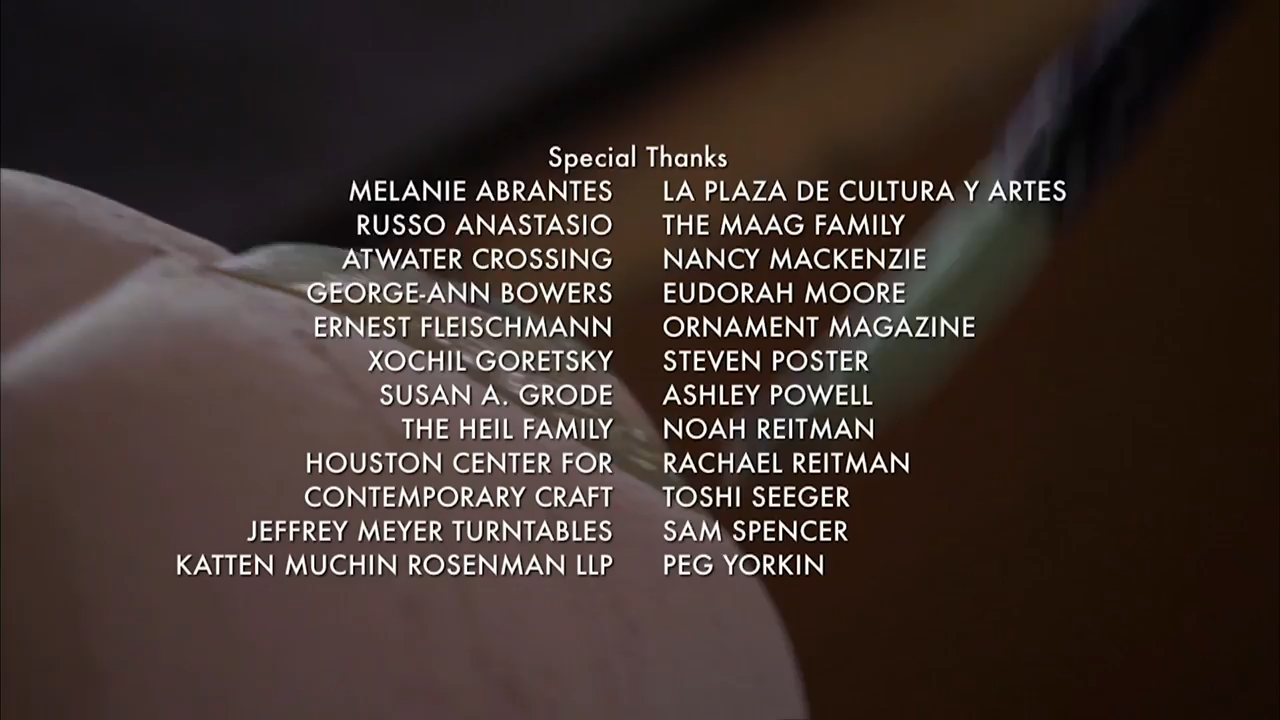 Special Thanks
MELANIE ABRANTES
RUSSO ANASTASIO
ATWATER CROSSING
GEORGE-ANN BOWERS
ERNEST FLEISCHMANN
XOCHIL GORETSKY
SUSAN A. GRODE
THE HEIL FAMILY
HOUSTON CENTER FOR
CONTEMPORARY CRAFT
JEFFREY MEYER TURNTABLES
KATTEN MUCHIN ROSENMAN LLP
LA PLAZA DE CULTURA Y ARTES
THE MAAG FAMILY
NANCY MACKENZIE
EUDORAH MOORE
ORNAMENT MAGAZINE
STEVEN POSTER
ASHLEY POWELL
NOAH REITMAN
RACHAEL REITMAN
TOSHI SEEGER
SAM SPENCER
PEG YORKIN